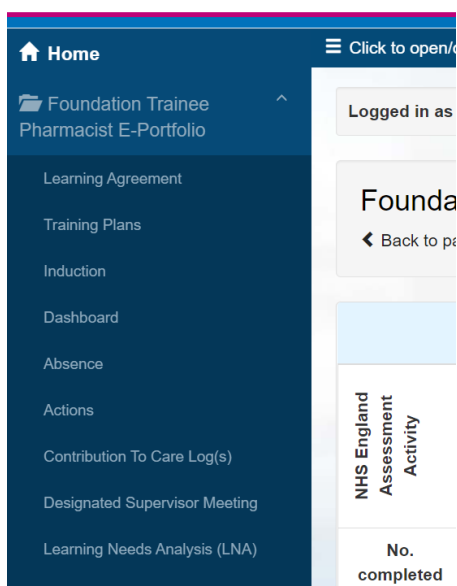 Home
Foundation Trainee
Pharmacist E-Portfolio
Learning Agreement
Training Plans
Induction
Dashboard
Absence
Actions
Contribution To Care Log(s)
Designated Supervisor Meeting
Learning Needs Analysis (LNA)
Click to open/
Logged in as
Founda
Back to pa
NHS England
Assessment
Activity
No.
completed